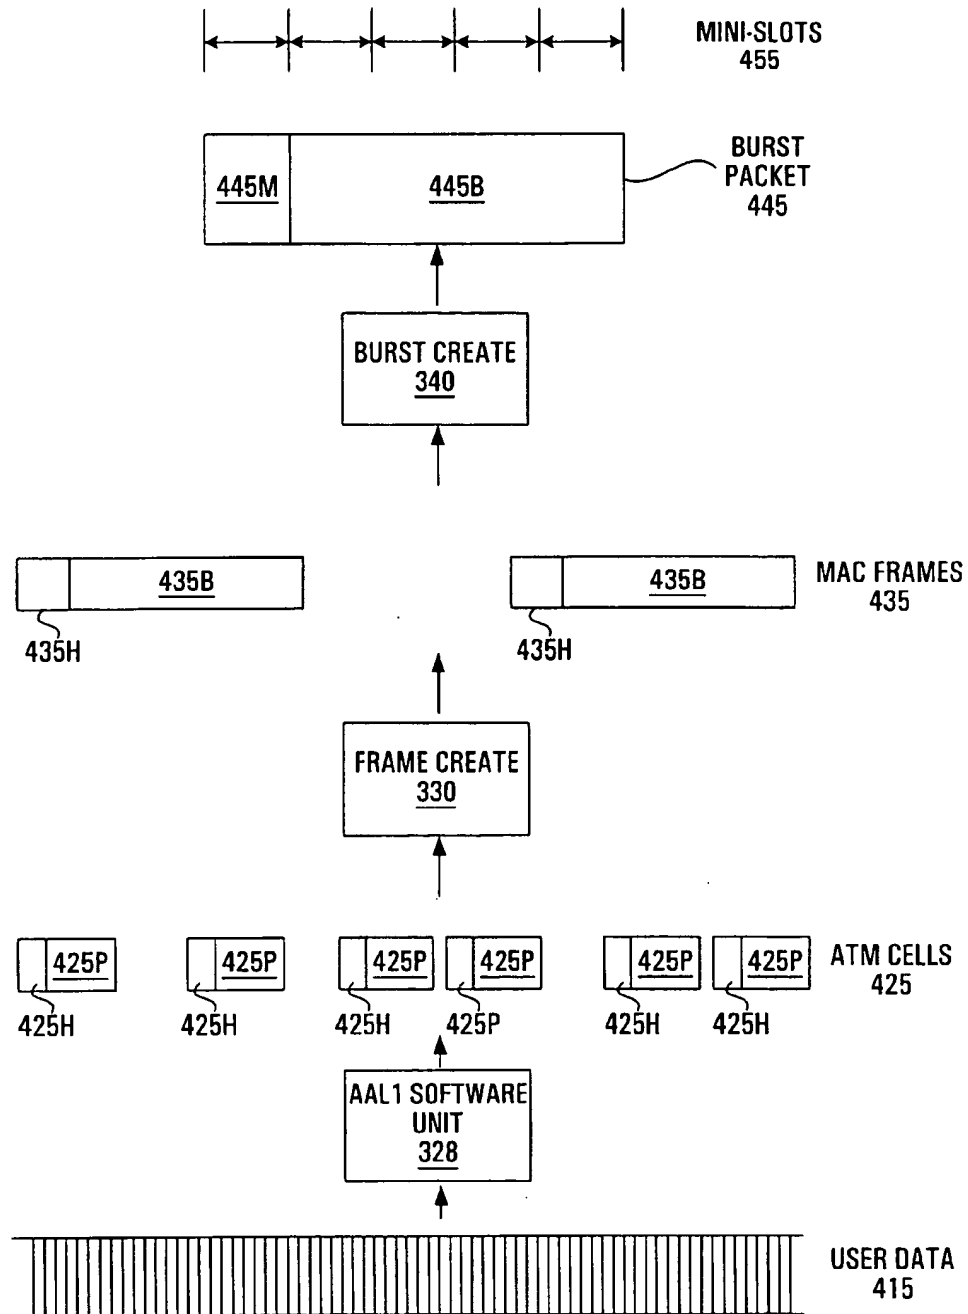 MINI-SLOTS
455
445M
445B
BURST
PACKET
445
BURST CREATE
340
435B
435B
MAC FRAMES
435
435H
435H
FRAME CREATE
330
425P
425P
425P
425P
425P
425P
ATM CELLS
425
425H
425H
425H
425P
425H
425H
AAL1 SOFTWARE
UNIT
328
USER DATA
415